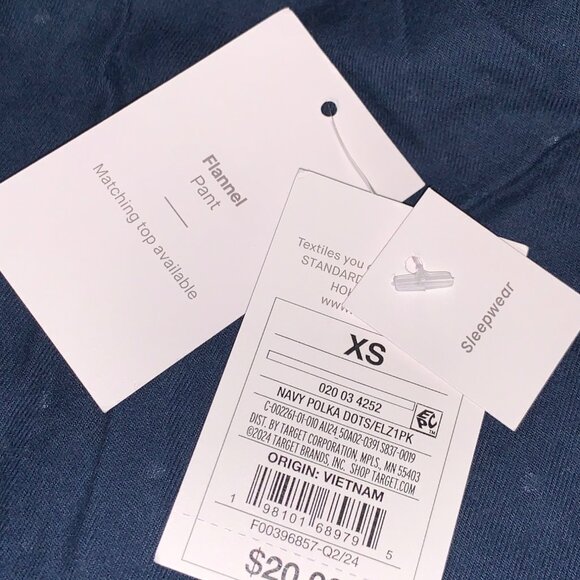 Flannel
Pant
Matching top available
Textiles you
STANDARD
www.
Sleepwear
XS
020 03 4252
EPC
NAVY POLKA DOTS/ELZ1PK
C-002261-01-010 AU24,50A02-0391 S837-0019
DIST. BY TARGET CORPORATION, MPLS, MN 55403
©2024 TARGET BRANDS, INC. SHOP TARGET.COM
ORIGIN: VIETNAM
1 98101 68979 5
F00396857-Q2/24